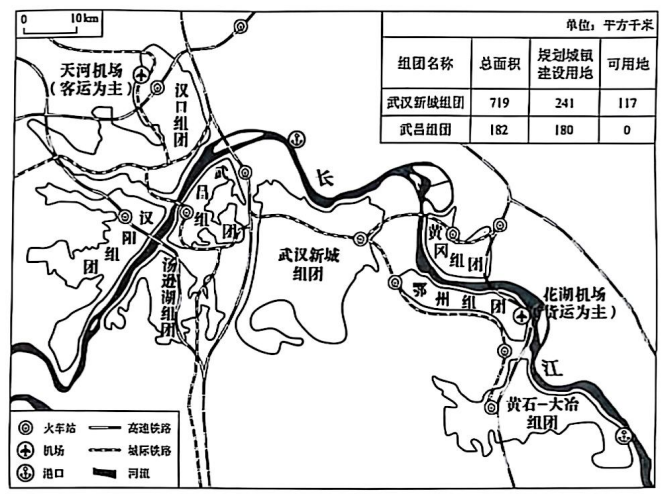 0 10km
单位：平方千米
组团名称 总面积 规划城镇建设用地 可用地
武汉新城组团 719 241 117
武昌组团 182 180 0
天河机场
（客运为主）
汉口组团
长
武昌组团
汉阳组团
汤逊湖组团
武汉新城
组团
黄冈组团
鄂州组团
花湖机场
（货运为主）
江
黄石-大冶
组团
火车站 高速铁路
机场 城际铁路
港口 河流